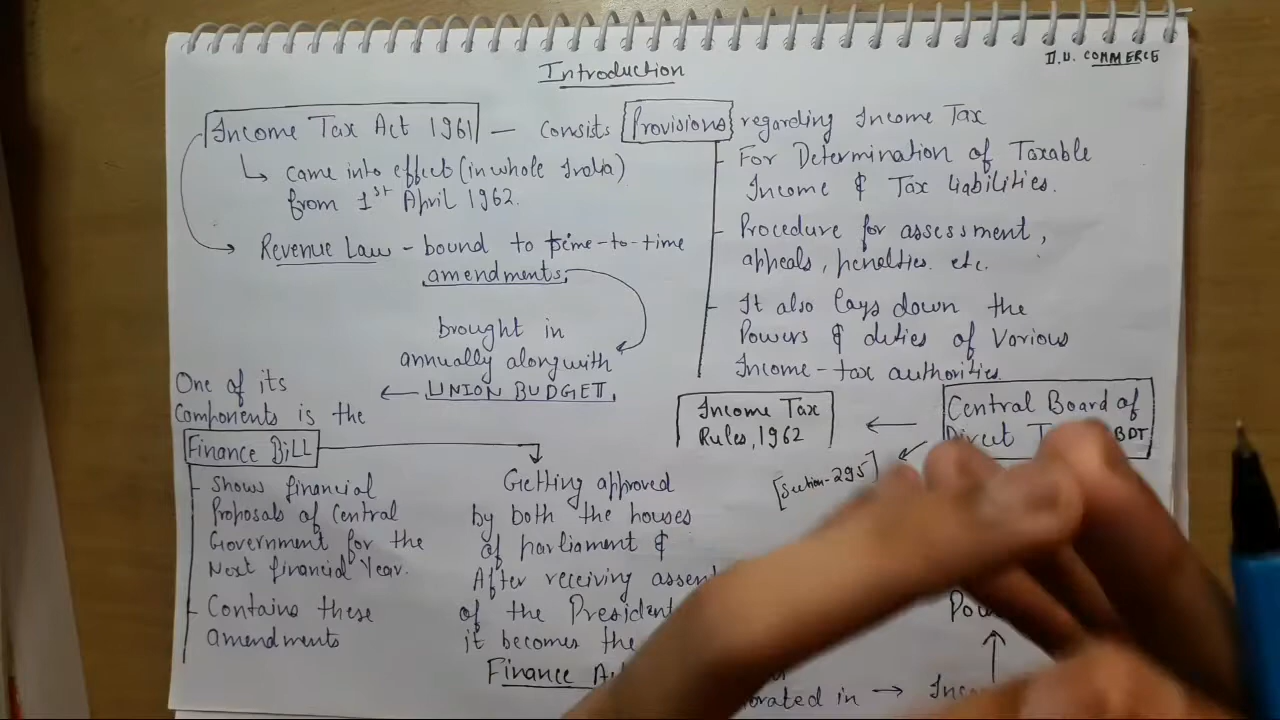 D.U. COMMERCE
Introduction
Income Tax Act 1961 — consists Provisions regarding Income Tax
came into effect (in whole India)
from 1st April 1962.
Revenue Law - bound to time-to-time
amendments
brought in
annually alongwith
UNION BUDGET.
- For Determination of Taxable
Income & Tax liabilities.
- Procedure for assessment,
appeals, penalties. etc.
- It also lays down the
Powers & duties of Various
Income-tax authorities.
One of its
Components is the
Finance Bill
- Shows financial
Proposals of Central
Government for the
Next financial Year.
- Contains these
amendments
Getting approved
by both the houses
of parliament &
After receiving assent
of the President
it becomes the
Finance
Income Tax
Rules, 1962
Central Board of
Direct
BDT
[Section-295]
in →